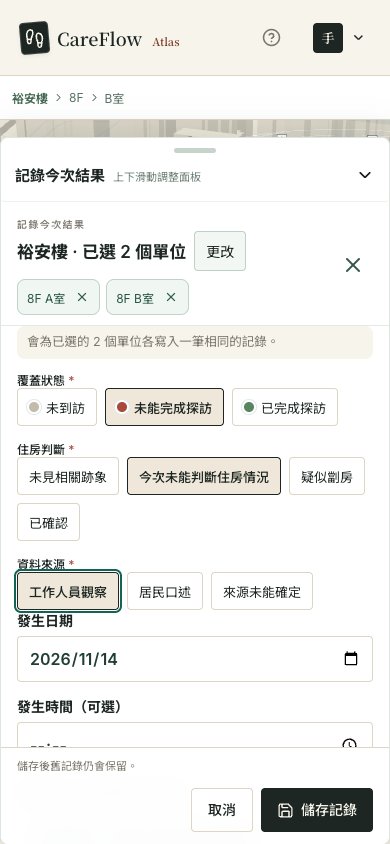 CareFlow Atlas
手
裕安樓 > 8F > B室
記錄今次結果 上下滑動調整面板
記錄今次結果
裕安樓 · 已選 2 個單位 更改
8F A室 × 8F B室 ×
會為已選的 2 個單位各寫入一筆相同的記錄。
覆蓋狀態 *
未到訪 未能完成探訪 已完成探訪
住房判斷 *
未見相關跡象 今次未能判斷住房情況 疑似劏房
已確認
資料來源 *
工作人員觀察 居民口述 來源未能確定
發生日期
2026/11/14
發生時間（可選）
--:--
儲存後舊記錄仍會保留。
取消 儲存記錄